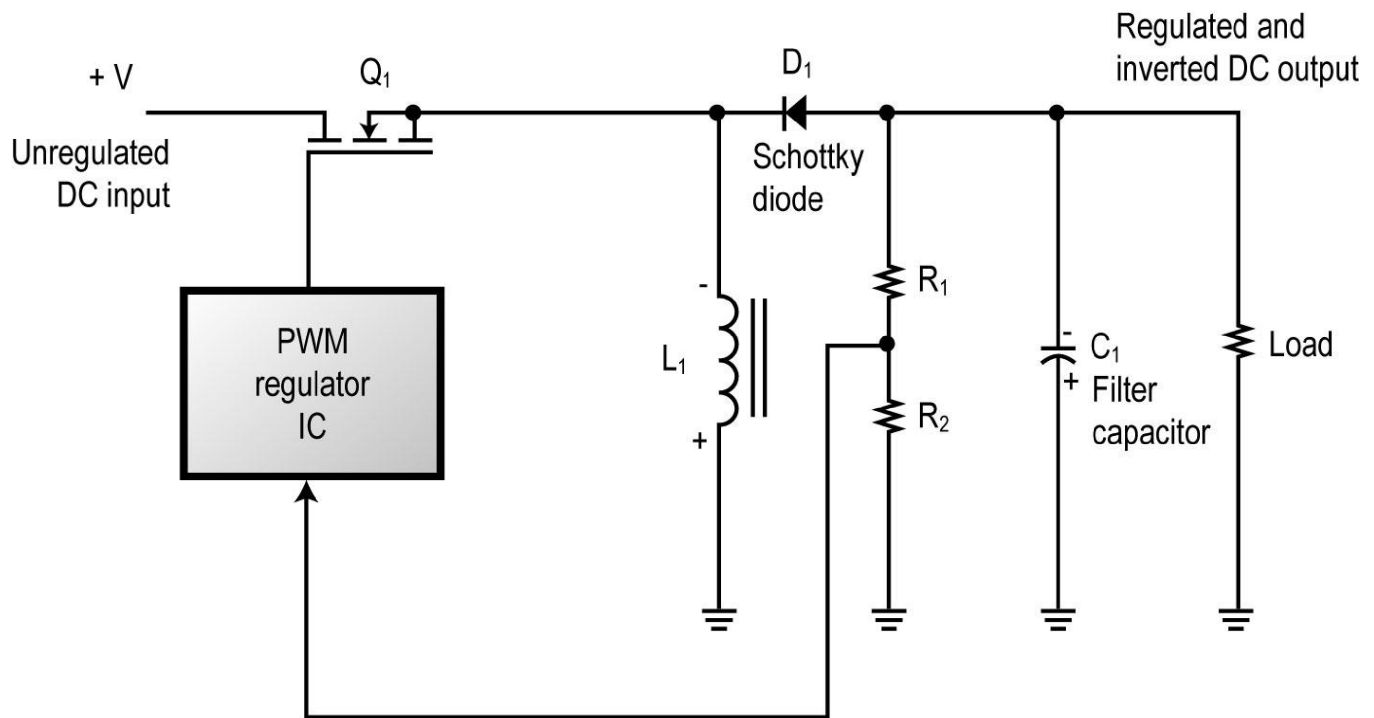 Regulated and
inverted DC output
+ V
Q₁
D₁
Unregulated
DC input
Schottky
diode
-
L₁
+
R₁
R₂
-
C₁
+
Filter
capacitor
Load
PWM
regulator
IC